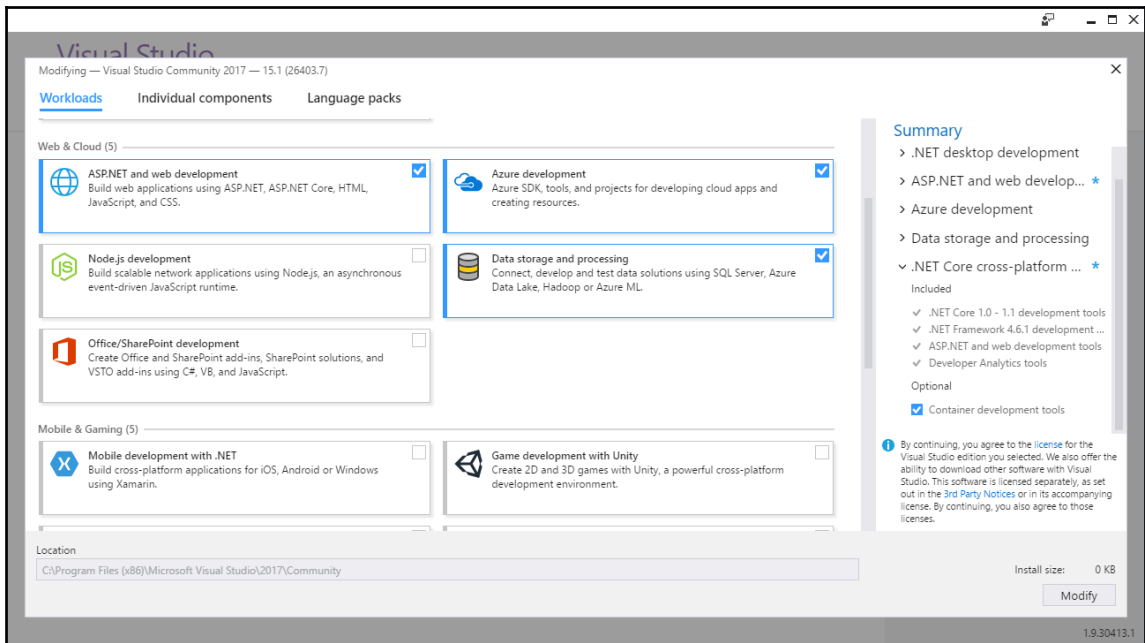 Visual Studio
Modifying — Visual Studio Community 2017 — 15.1 (26403.7)
Workloads
Individual components
Language packs
Web & Cloud (5)
ASP.NET and web development
Build web applications using ASP.NET, ASP.NET Core, HTML,
JavaScript, and CSS.
Azure development
Azure SDK, tools, and projects for developing cloud apps and
creating resources.
Node.js development
Build scalable network applications using Node.js, an asynchronous
event-driven JavaScript runtime.
Data storage and processing
Connect, develop and test data solutions using SQL Server, Azure
Data Lake, Hadoop or Azure ML.
Office/SharePoint development
Create Office and SharePoint add-ins, SharePoint solutions, and
VSTO add-ins using C#, VB, and JavaScript.
Mobile & Gaming (5)
Mobile development with .NET
Build cross-platform applications for iOS, Android or Windows
using Xamarin.
Game development with Unity
Create 2D and 3D games with Unity, a powerful cross-platform
development environment.
Summary
.NET desktop development
ASP.NET and web develop... *
Azure development
Data storage and processing
.NET Core cross-platform ... *
Included
.NET Core 1.0 - 1.1 development tools
.NET Framework 4.6.1 development ...
ASP.NET and web development tools
Developer Analytics tools
Optional
Container development tools
By continuing, you agree to the license for the
Visual Studio edition you selected. We also offer the
ability to download other software with Visual
Studio. This software is licensed separately, as set
out in the 3rd Party Notices or in its accompanying
license. By continuing, you also agree to those
licenses.
Location
C:\Program Files (x86)\Microsoft Visual Studio\2017\Community
Install size: 0 KB
Modify
1.9.30413.1